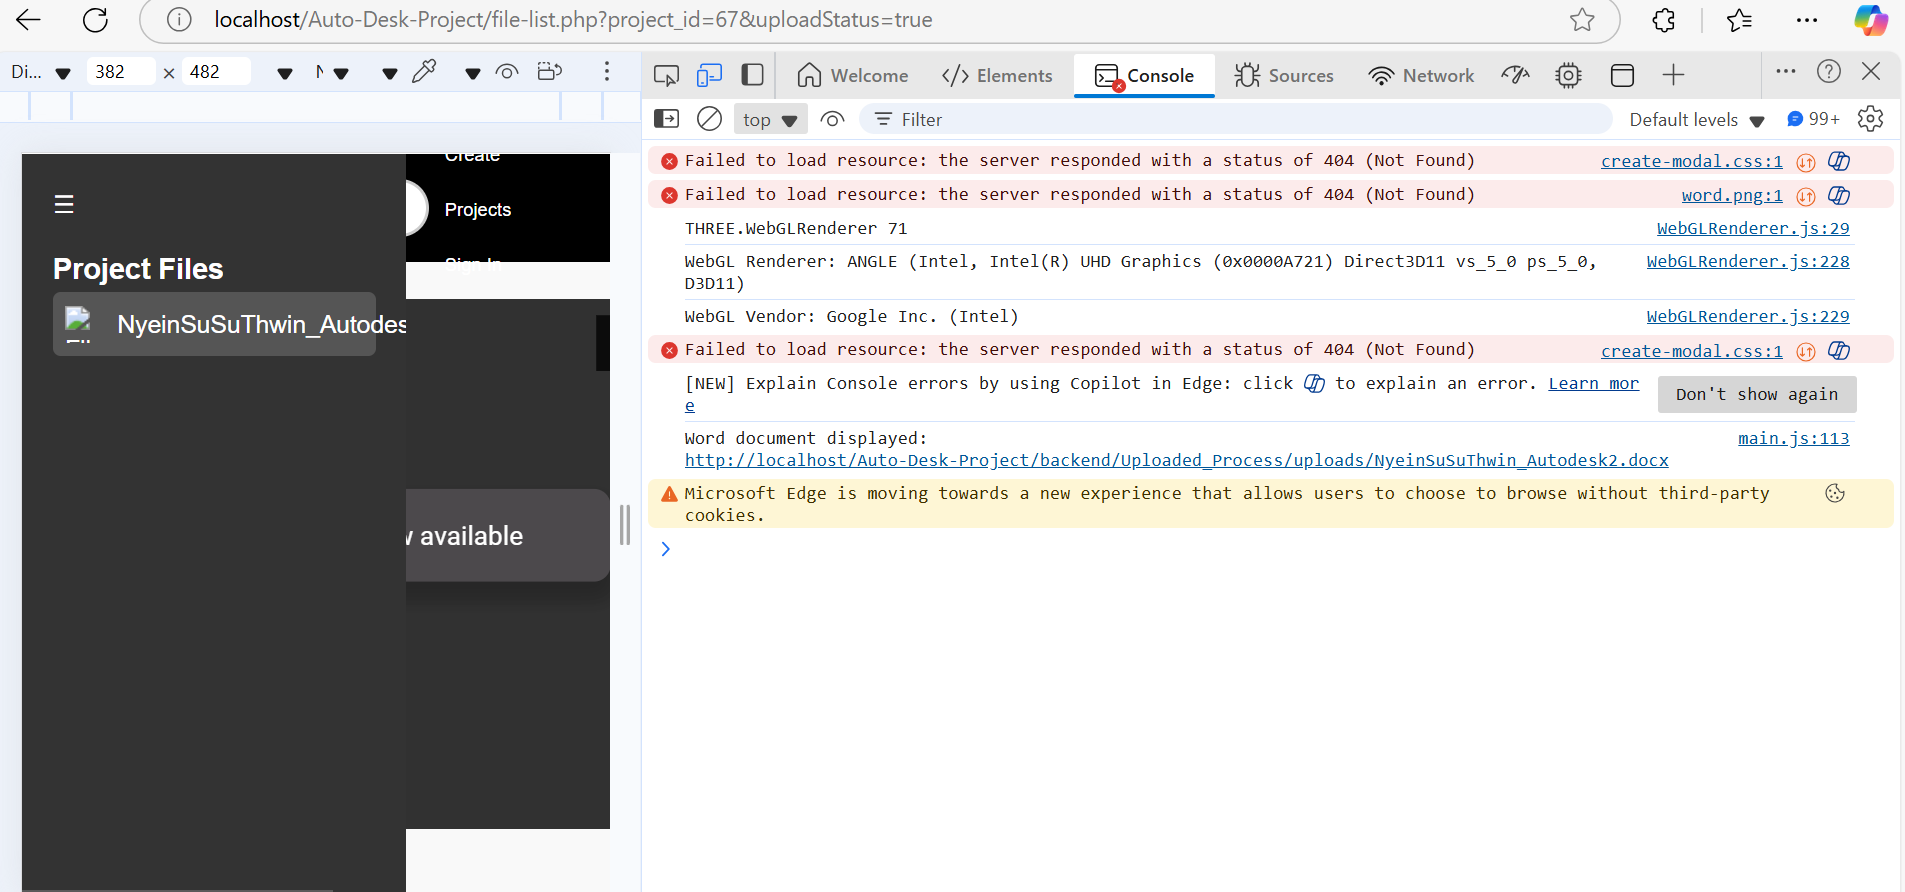 localhost/Auto-Desk-Project/file-list.php?project_id=67&uploadStatus=true
Di... 382 × 482
Welcome
Elements
Console
Sources
Network
top
Filter
Default levels
99+
Create
Projects
Sign In
Project Files
NyeinSuSuThwin_Autodes
available
Failed to load resource: the server responded with a status of 404 (Not Found) create-modal.css:1
Failed to load resource: the server responded with a status of 404 (Not Found) word.png:1
THREE.WebGLRenderer 71 WebGLRenderer.js:29
WebGL Renderer: ANGLE (Intel, Intel(R) UHD Graphics (0x0000A721) Direct3D11 vs_5_0 ps_5_0, WebGLRenderer.js:228
D3D11)
WebGL Vendor: Google Inc. (Intel) WebGLRenderer.js:229
Failed to load resource: the server responded with a status of 404 (Not Found) create-modal.css:1
[NEW] Explain Console errors by using Copilot in Edge: click to explain an error. Learn mor
e
Don't show again
Word document displayed: main.js:113
http://localhost/Auto-Desk-Project/backend/Uploaded_Process/uploads/NyeinSuSuThwin_Autodesk2.docx
Microsoft Edge is moving towards a new experience that allows users to choose to browse without third-party
cookies.